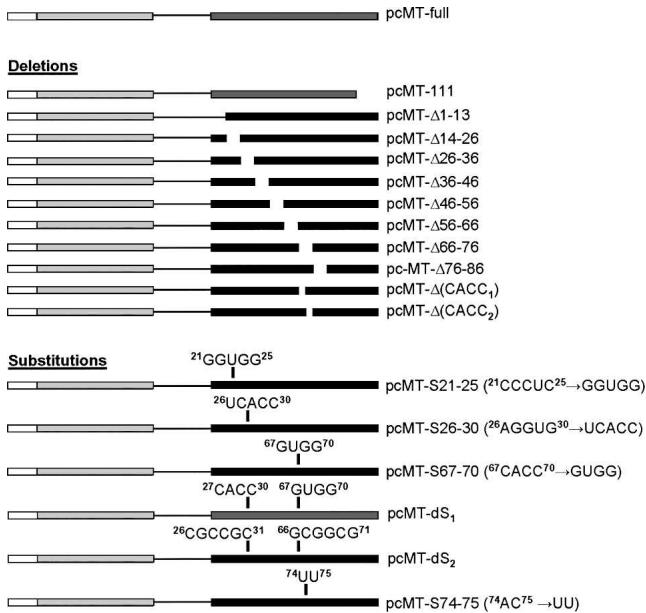 pcMT-full
Deletions
pcMT-111
pcMT-Δ1-13
pcMT-Δ14-26
pcMT-Δ26-36
pcMT-Δ36-46
pcMT-Δ46-56
pcMT-Δ56-66
pcMT-Δ66-76
pc-MT-Δ76-86
pcMT-Δ(CACC₁)
pcMT-Δ(CACC₂)
Substitutions
²¹GGUGG²⁵
pcMT-S21-25 (²¹CCCUC²⁵→GGUGG)
²⁶UCACC³⁰
pcMT-S26-30 (²⁶AGGUG³⁰→UCACC)
⁶⁷GUGG⁷⁰
pcMT-S67-70 (⁶⁷CACC⁷⁰→GUGG)
²⁷CACC³⁰ ⁶⁷GUGG⁷⁰
pcMT-dS₁
²⁶CGCCGC³¹ ⁶⁶GCGGCG⁷¹
pcMT-dS₂
⁷⁴UU⁷⁵
pcMT-S74-75 (⁷⁴AC⁷⁵ →UU)